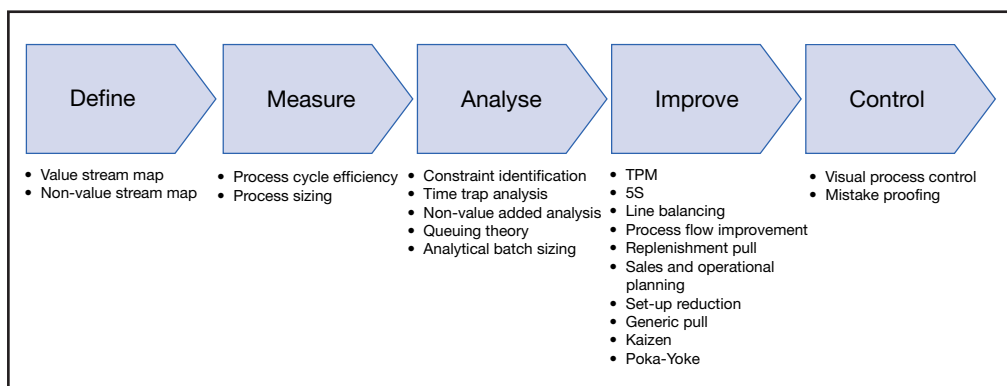 Define
• Value stream map
• Non-value stream map
Measure
• Process cycle efficiency
• Process sizing
Analyse
• Constraint identification
• Time trap analysis
• Non-value added analysis
• Queuing theory
• Analytical batch sizing
Improve
• TPM
• 5S
• Line balancing
• Process flow improvement
• Replenishment pull
• Sales and operational
planning
• Set-up reduction
• Generic pull
• Kaizen
• Poka-Yoke
Control
• Visual process control
• Mistake proofing